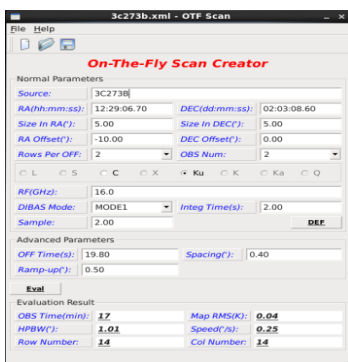 3c273b.xml - OTF Scan
File Help
On-The-Fly Scan Creator
Normal Parameters
Source: 3C273B
RA(hh:mm:ss): 12:29:06.70 DEC(dd:mm:ss): 02:03:08.60
Size In RA('): 5.00 Size In DEC('): 5.00
RA Offset('): -10.00 DEC Offset('): 0.00
Rows Per OFF: 2 OBS Num: 2
L S C X Ku K Ka Q
RF(GHz): 16.0
DIBAS Mode: MODE1 Integ Time(s): 2.00
Sample: 2.00 DEF
Advanced Parameters
OFF Time(s): 19.80 Spacing('): 0.40
Ramp-up('): 0.50
Eval
Evaluation Result
OBS Time(min): 17 Map RMS(K): 0.04
HPBW('): 1.01 Speed('/s): 0.25
Row Number: 14 Col Number: 14